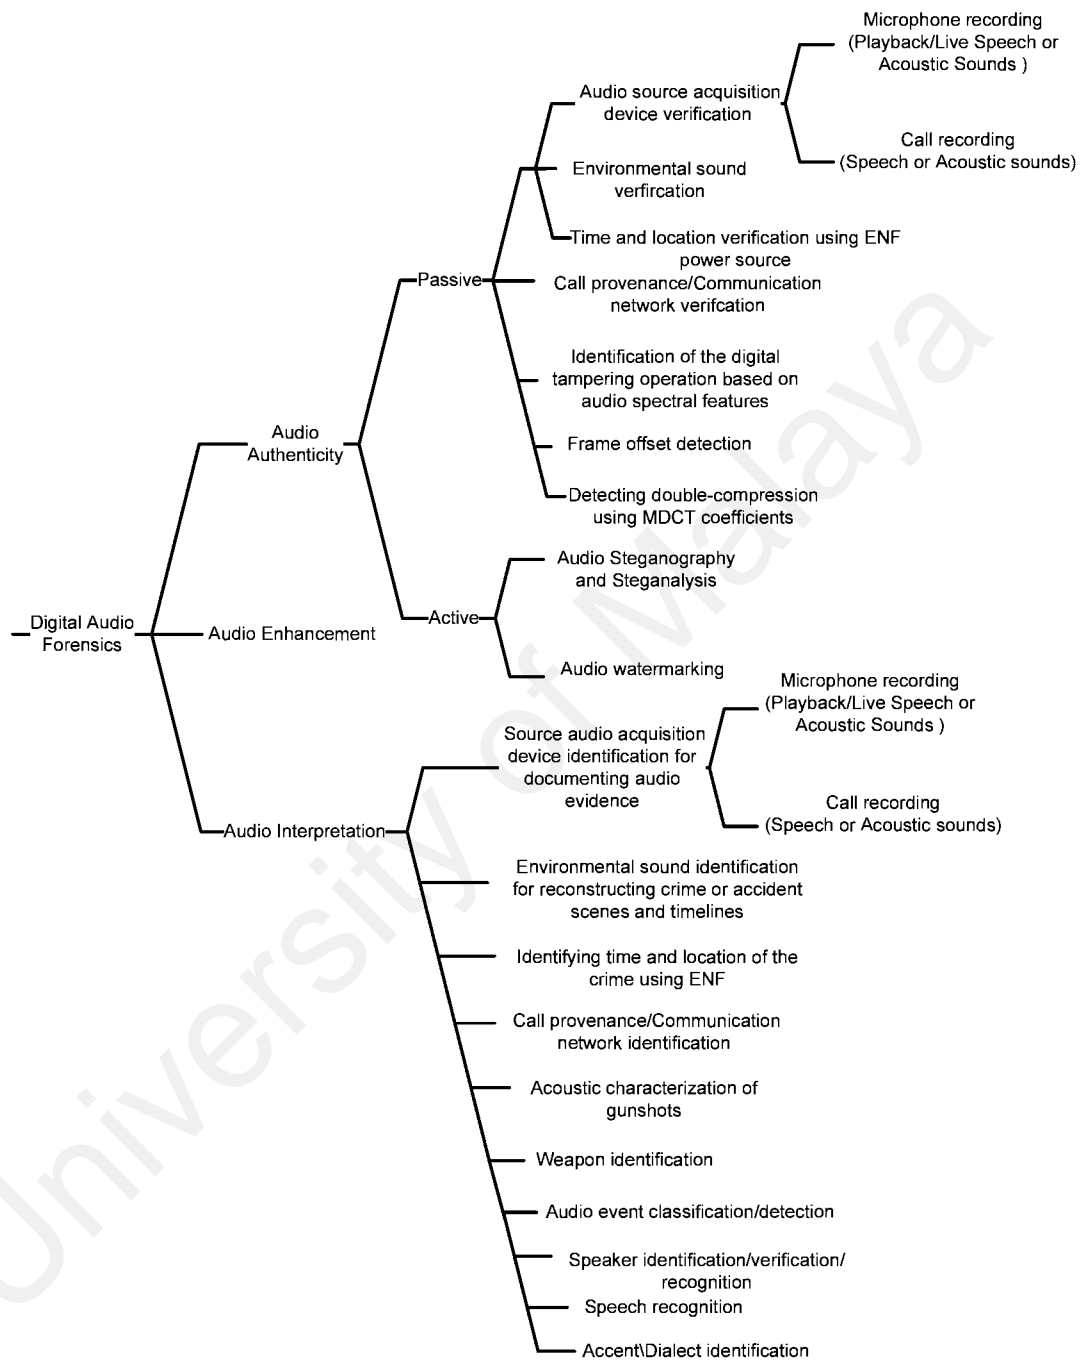 Microphone recording
(Playback/Live Speech or
Acoustic Sounds )
Audio source acquisition
device verification
Call recording
(Speech or Acoustic sounds)
Environmental sound
verfircation
Time and location verification using ENF
power source
Passive
Call provenance/Communication
network verifcation
Identification of the digital
tampering operation based on
audio spectral features
Audio
Authenticity
Frame offset detection
Detecting double-compression
using MDCT coefficients
Audio Steganography
and Steganalysis
Active
Digital Audio
Forensics
Audio Enhancement
Audio watermarking
Microphone recording
(Playback/Live Speech or
Acoustic Sounds )
Source audio acquisition
device identification for
documenting audio
evidence
Call recording
(Speech or Acoustic sounds)
Audio Interpretation
Environmental sound identification
for reconstructing crime or accident
scenes and timelines
Identifying time and location of the
crime using ENF
Call provenance/Communication
network identification
Acoustic characterization of
gunshots
Weapon identification
Audio event classification/detection
Speaker identification/verification/
recognition
Speech recognition
Accent\Dialect identification
University of Malaya